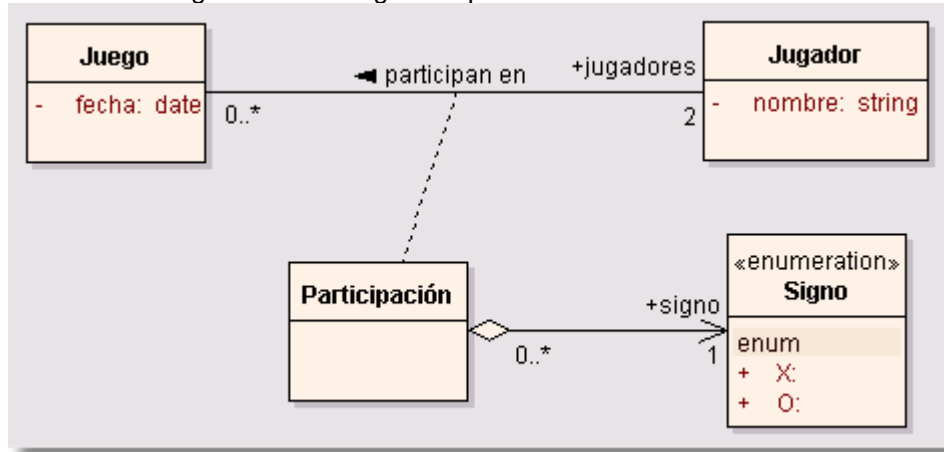 Juego
- fecha: date
0..*
◄ participan en
+jugadores
2
Jugador
- nombre: string
Participación
0..*
+signo
1
«enumeration»
Signo
enum
+ X:
+ O: